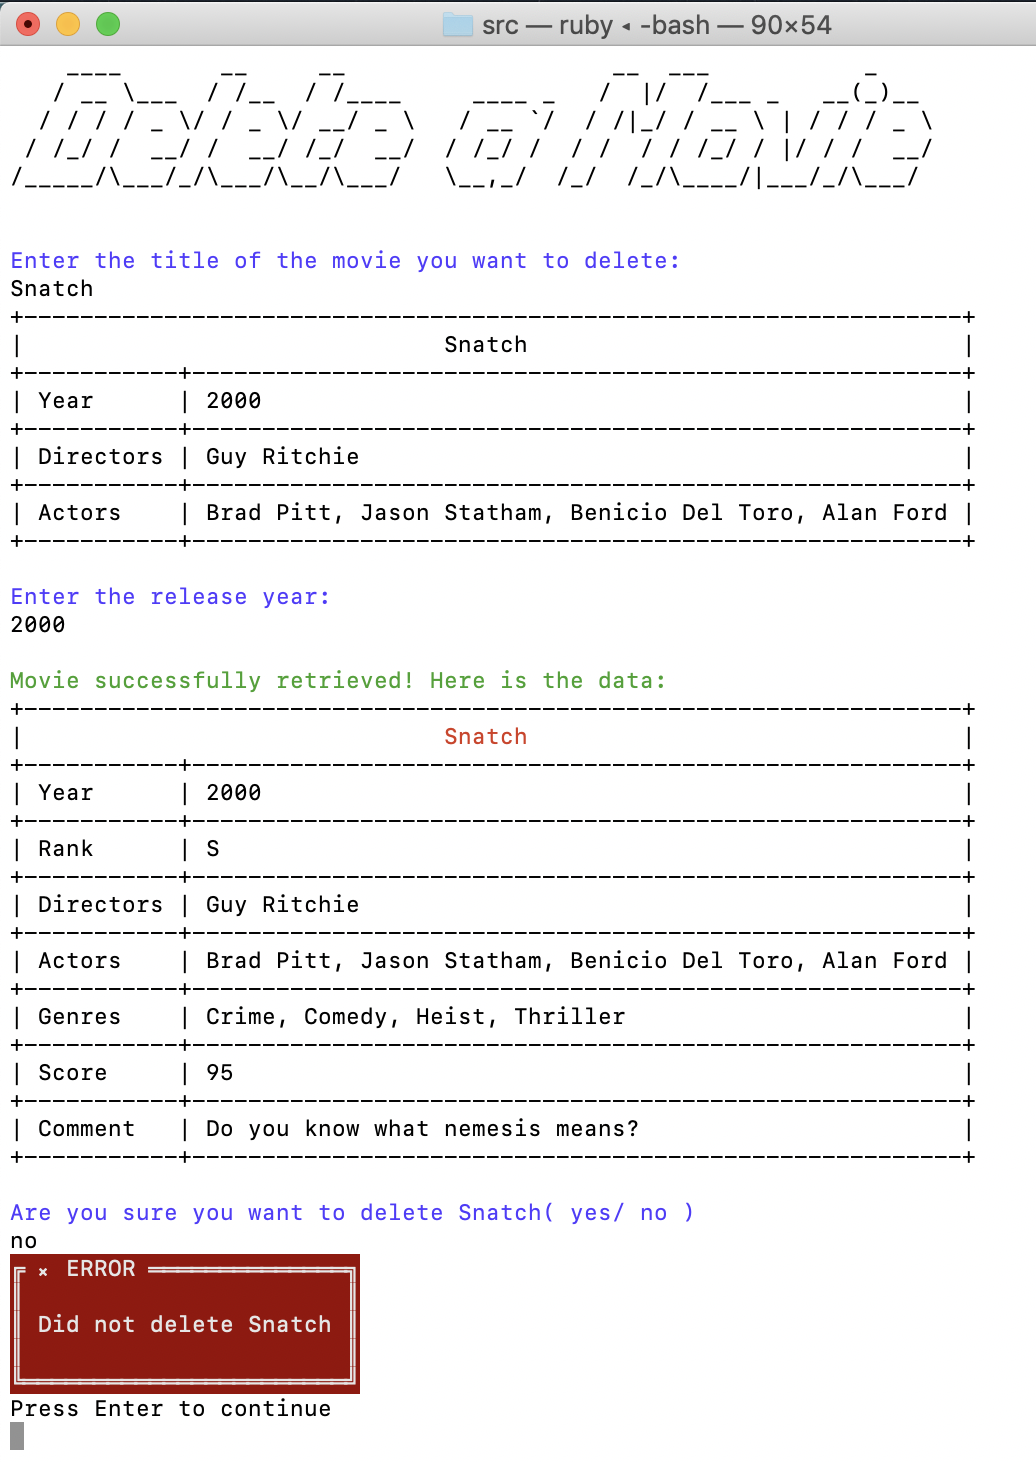 src — ruby ◂ -bash — 90×54
Delete a Movie
Enter the title of the movie you want to delete:
Snatch
Snatch
Year 2000
Directors Guy Ritchie
Actors Brad Pitt, Jason Statham, Benicio Del Toro, Alan Ford
Enter the release year:
2000
Movie successfully retrieved! Here is the data:
Snatch
Year 2000
Rank S
Directors Guy Ritchie
Actors Brad Pitt, Jason Statham, Benicio Del Toro, Alan Ford
Genres Crime, Comedy, Heist, Thriller
Score 95
Comment Do you know what nemesis means?
Are you sure you want to delete Snatch( yes/ no )
no
× ERROR
Did not delete Snatch
Press Enter to continue